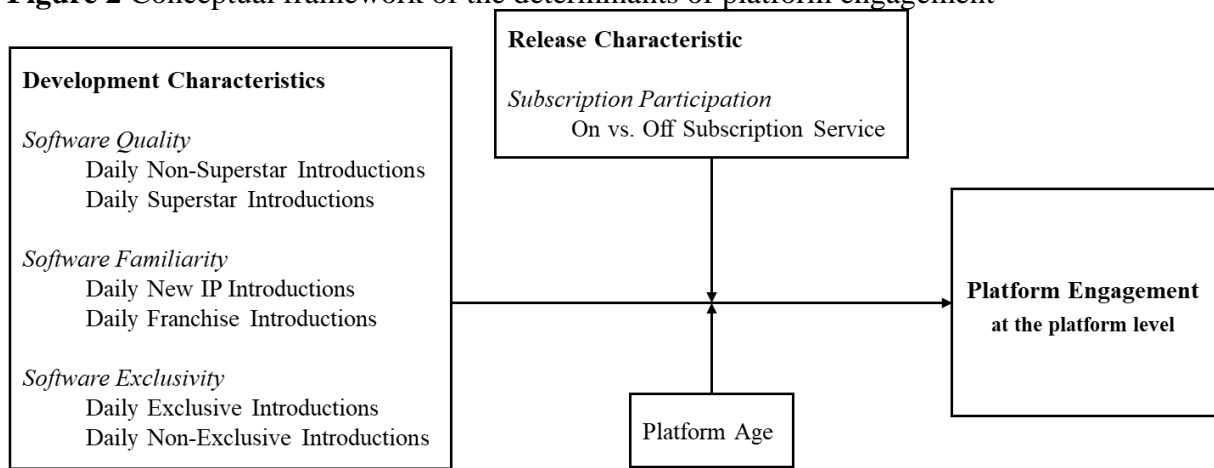 Figure 2 Conceptual framework of the determinants of platform engagement
Development Characteristics
Software Quality
Daily Non-Superstar Introductions
Daily Superstar Introductions
Software Familiarity
Daily New IP Introductions
Daily Franchise Introductions
Software Exclusivity
Daily Exclusive Introductions
Daily Non-Exclusive Introductions
Release Characteristic
Subscription Participation
On vs. Off Subscription Service
Platform Age
Platform Engagement
at the platform level